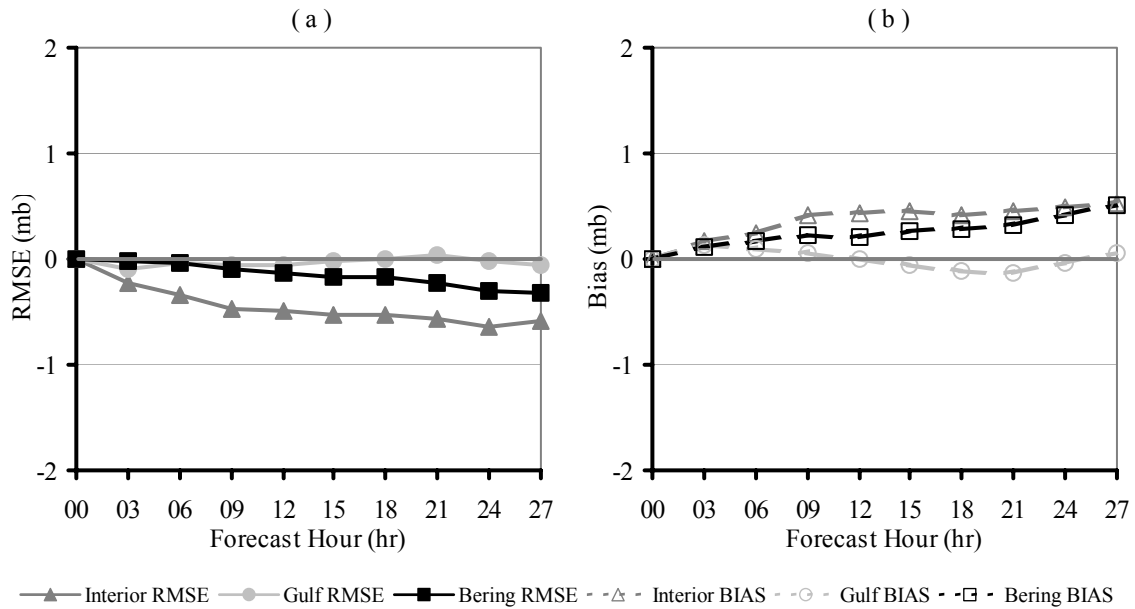 ( a )
2
1
0
-1
-2
RMSE (mb)
00 03 06 09 12 15 18 21 24 27
Forecast Hour (hr)
( b )
2
1
0
-1
-2
Bias (mb)
00 03 06 09 12 15 18 21 24 27
Forecast Hour (hr)
Interior RMSE Gulf RMSE Bering RMSE Interior BIAS Gulf BIAS Bering BIAS